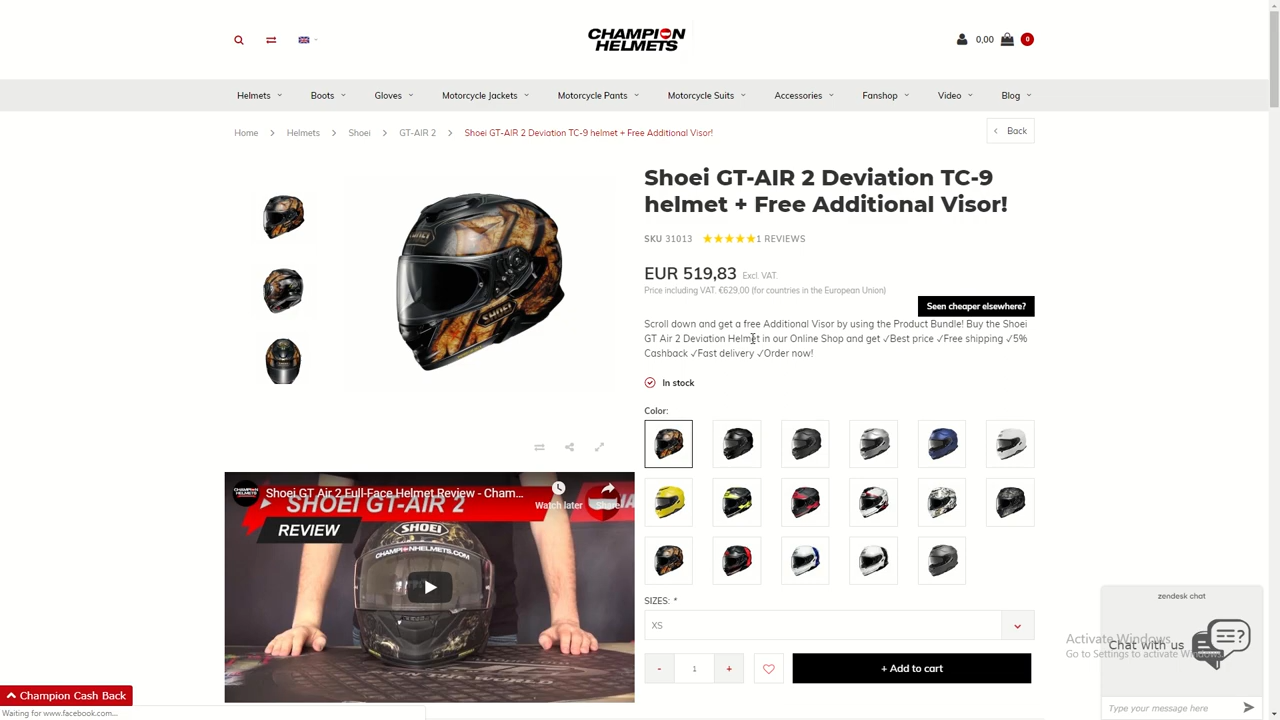 CHAMPION
HELMETS
0,00
0
Helmets
Boots
Gloves
Motorcycle Jackets
Motorcycle Pants
Motorcycle Suits
Accessories
Fanshop
Video
Blog
Home
Helmets
Shoei
GT-AIR 2
Shoei GT-AIR 2 Deviation TC-9 helmet + Free Additional Visor!
Back
Shoei GT-AIR 2 Deviation TC-9
helmet + Free Additional Visor!
SKU 31013
1 REVIEWS
EUR 519,83 Excl. VAT.
Price including VAT. €629,00 (for countries in the European Union)
Seen cheaper elsewhere?
Scroll down and get a free Additional Visor by using the Product Bundle! Buy the Shoei
GT Air 2 Deviation Helmet in our Online Shop and get ✓Best price ✓Free shipping ✓5%
Cashback ✓Fast delivery ✓Order now!
In stock
Color:
Shoei GT Air 2 Full-Face Helmet Review - Cham...
Watch later
Share
SHOEI GT-AIR 2
REVIEW
SHOEI
CHAMPIONHELMETS.COM
SIZES: *
XS
- 1 +
+ Add to cart
zendesk chat
Chat with us
Activate Windows
Go to Settings to activate Windows.
Type your message here
Champion Cash Back
Waiting for www.facebook.com...